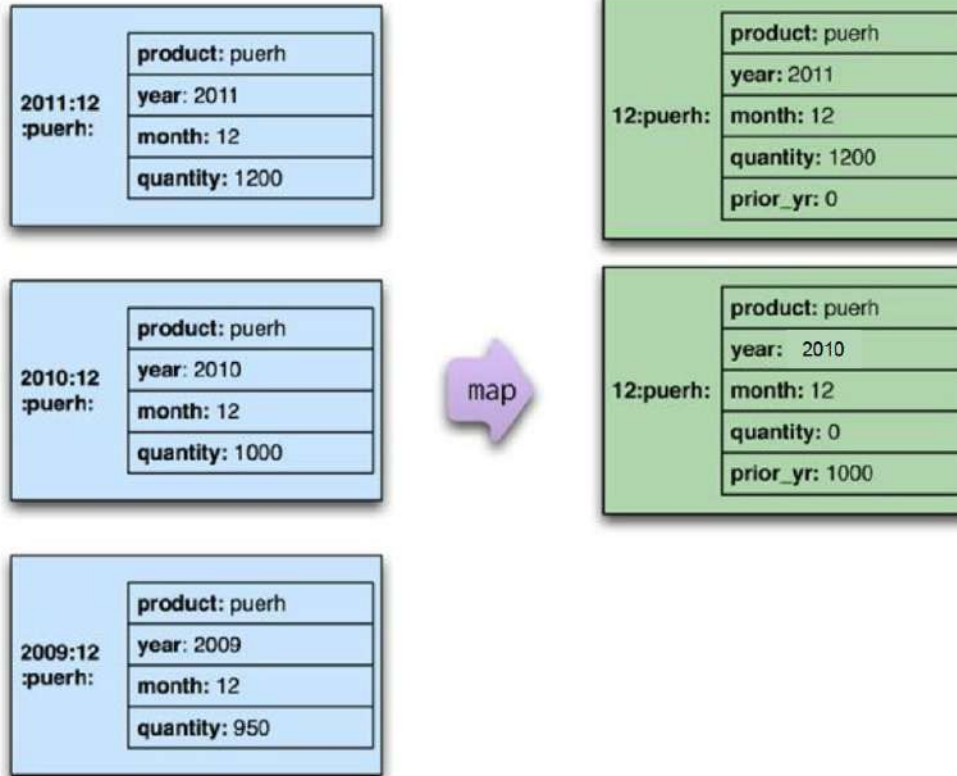 2011:12
:puerh:
product: puerh
year: 2011
month: 12
quantity: 1200
2010:12
:puerh:
product: puerh
year: 2010
month: 12
quantity: 1000
2009:12
:puerh:
product: puerh
year: 2009
month: 12
quantity: 950
map
12:puerh:
product: puerh
year: 2011
month: 12
quantity: 1200
prior_yr: 0
12:puerh:
product: puerh
year: 2010
month: 12
quantity: 0
prior_yr: 1000